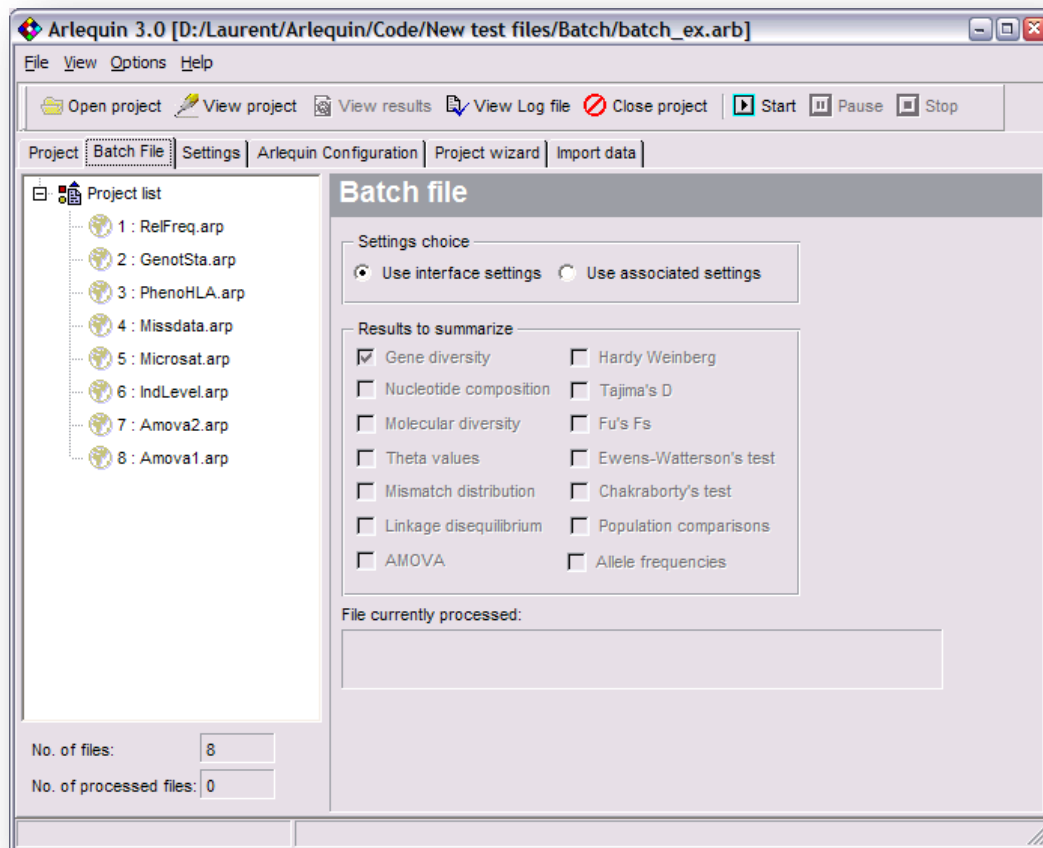 Arlequin 3.0 [D:/Laurent/Arlequin/Code/New test files/Batch/batch_ex.arb]
File View Options Help
Open project View project View results View Log file Close project Start Pause Stop
Project Batch File Settings Arlequin Configuration Project wizard Import data
Project list
1 : RelFreq.arp
2 : GenotSta.arp
3 : PhenoHLA.arp
4 : Missdata.arp
5 : Microsat.arp
6 : IndLevel.arp
7 : Amova2.arp
8 : Amova1.arp
No. of files: 8
No. of processed files: 0
Batch file
Settings choice
Use interface settings Use associated settings
Results to summarize
Gene diversity Hardy Weinberg
Nucleotide composition Tajima's D
Molecular diversity Fu's Fs
Theta values Ewens-Watterson's test
Mismatch distribution Chakraborty's test
Linkage disequilibrium Population comparisons
AMOVA Allele frequencies
File currently processed: